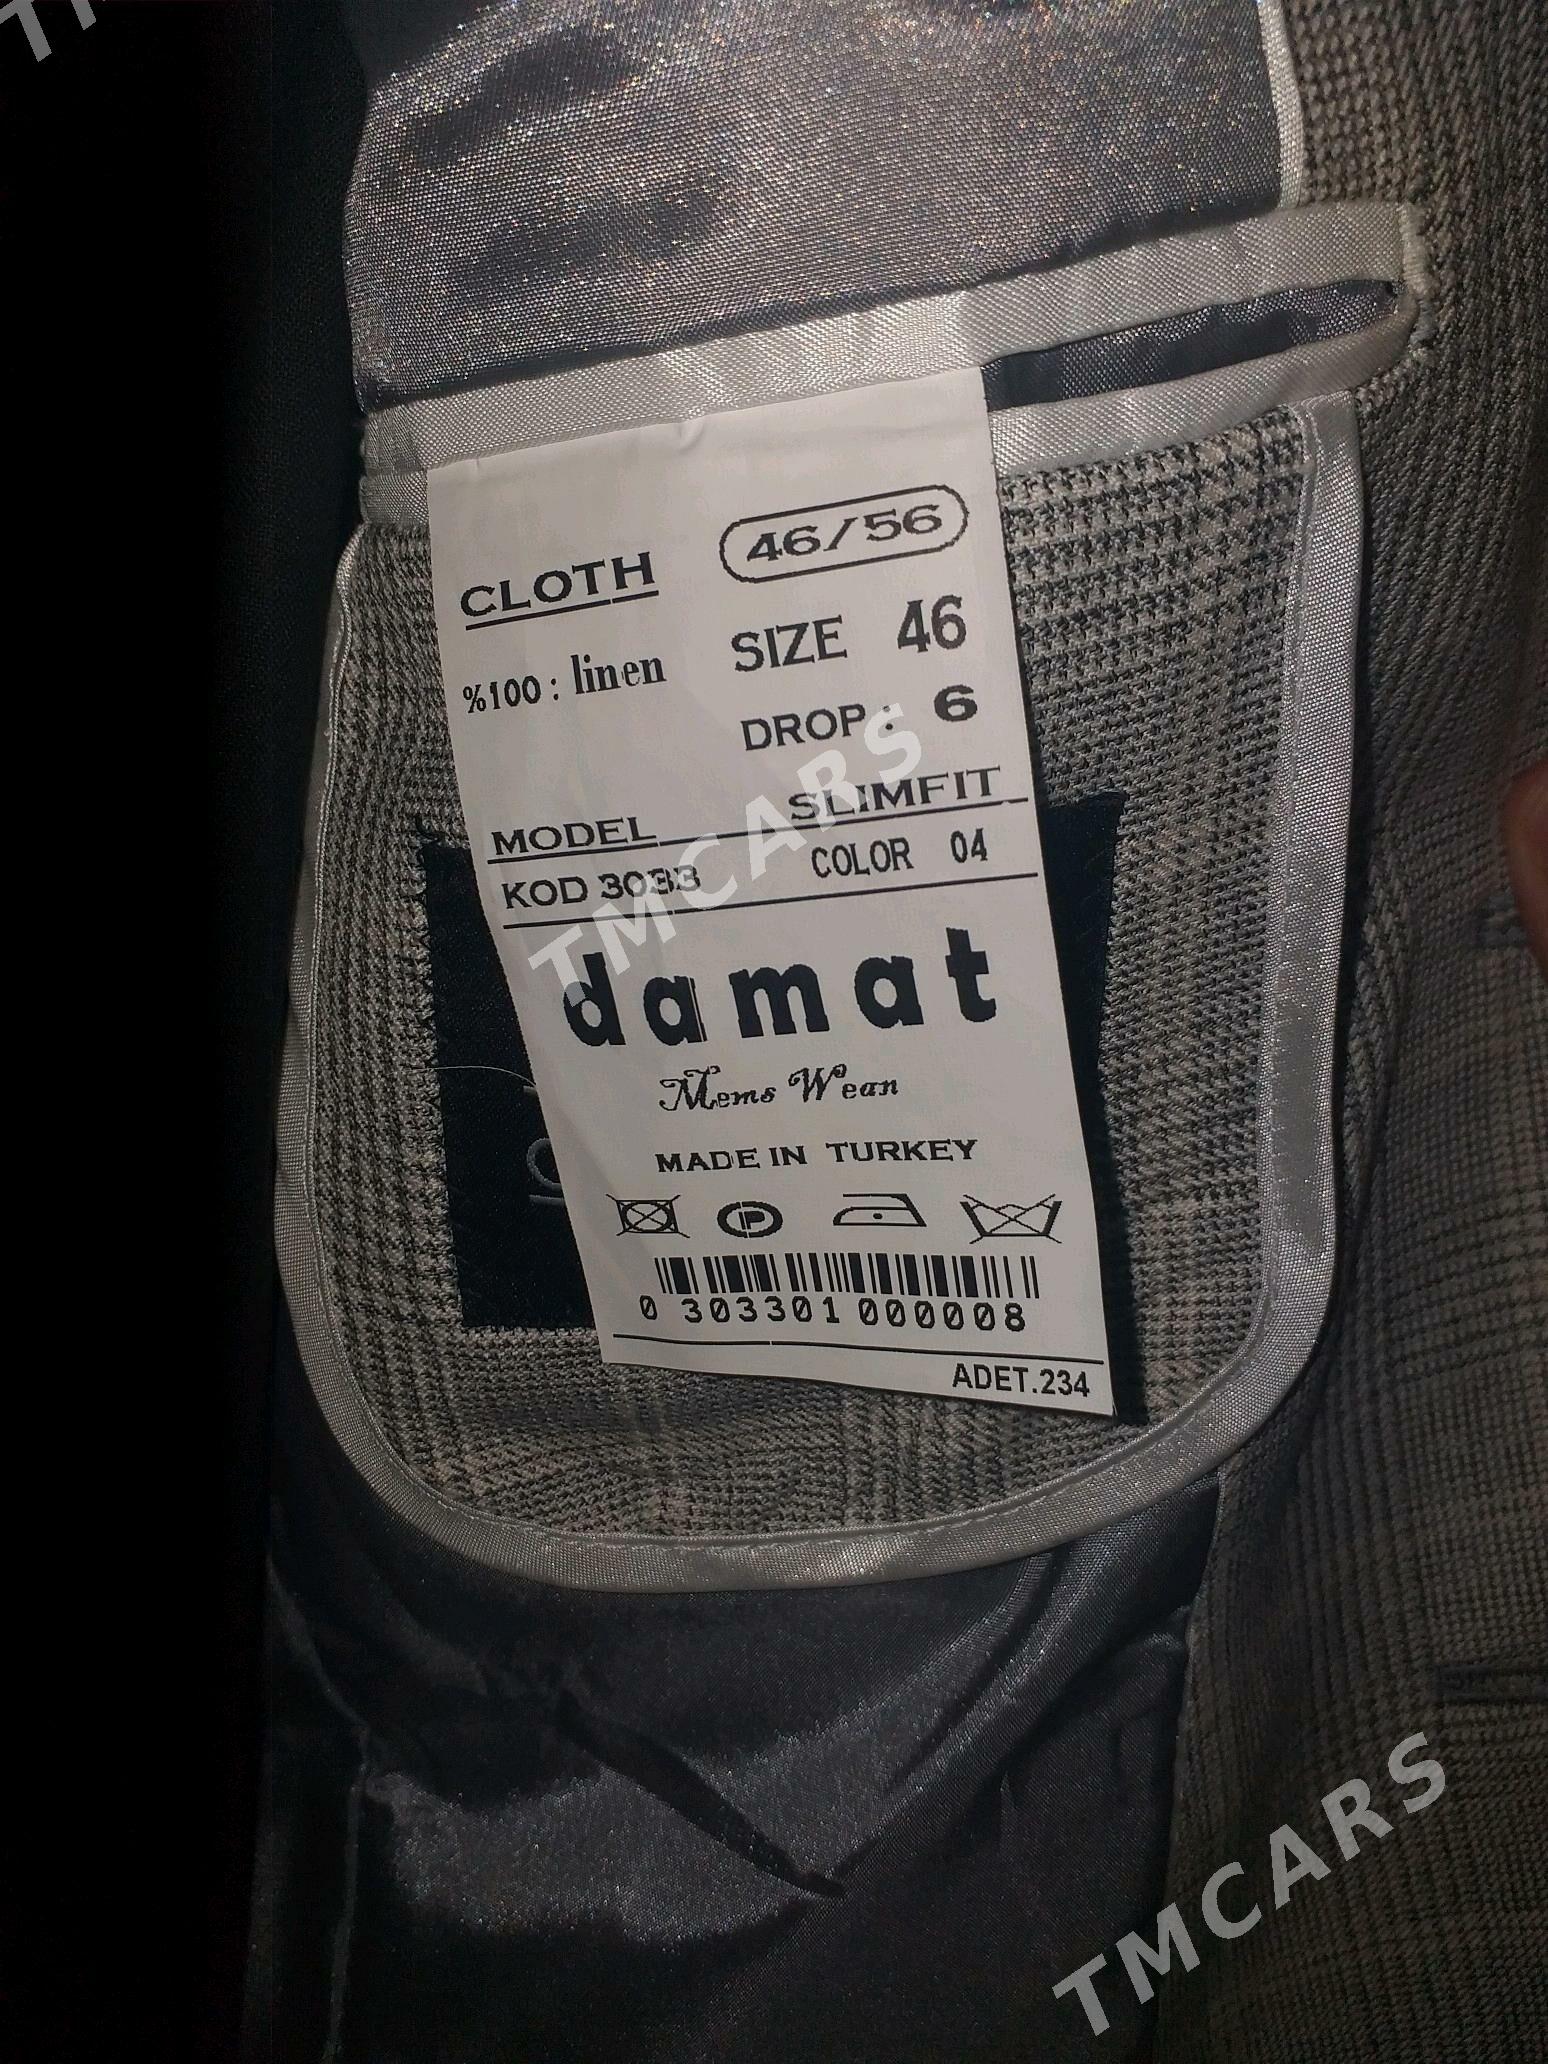 46/56
CLOTH
SIZE 46
%100: linen
DROP: 6
MODEL SLIMFIT
KOD 3033 COLOR 04
damat
Mems Wean
MADE IN TURKEY
P
0 303301 000008
ADET.234
TMCARS
TMCARS